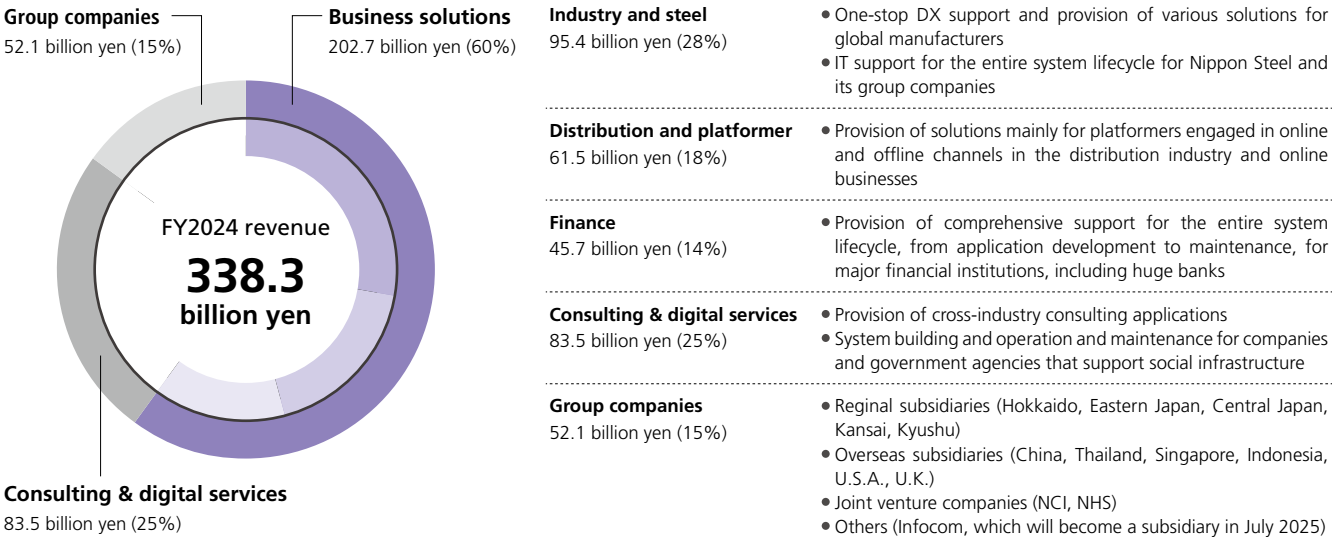 Group companies
52.1 billion yen (15%)
Business solutions
202.7 billion yen (60%)
FY2024 revenue
338.3
billion yen
Consulting & digital services
83.5 billion yen (25%)
Industry and steel
95.4 billion yen (28%)
● One-stop DX support and provision of various solutions for
global manufacturers
● IT support for the entire system lifecycle for Nippon Steel and
its group companies
Distribution and platformer
61.5 billion yen (18%)
● Provision of solutions mainly for platformers engaged in online
and offline channels in the distribution industry and online
businesses
Finance
45.7 billion yen (14%)
● Provision of comprehensive support for the entire system
lifecycle, from application development to maintenance, for
major financial institutions, including huge banks
Consulting & digital services
83.5 billion yen (25%)
● Provision of cross-industry consulting applications
● System building and operation and maintenance for companies
and government agencies that support social infrastructure
Group companies
52.1 billion yen (15%)
● Reginal subsidiaries (Hokkaido, Eastern Japan, Central Japan,
Kansai, Kyushu)
● Overseas subsidiaries (China, Thailand, Singapore, Indonesia,
U.S.A., U.K.)
● Joint venture companies (NCI, NHS)
● Others (Infocom, which will become a subsidiary in July 2025)